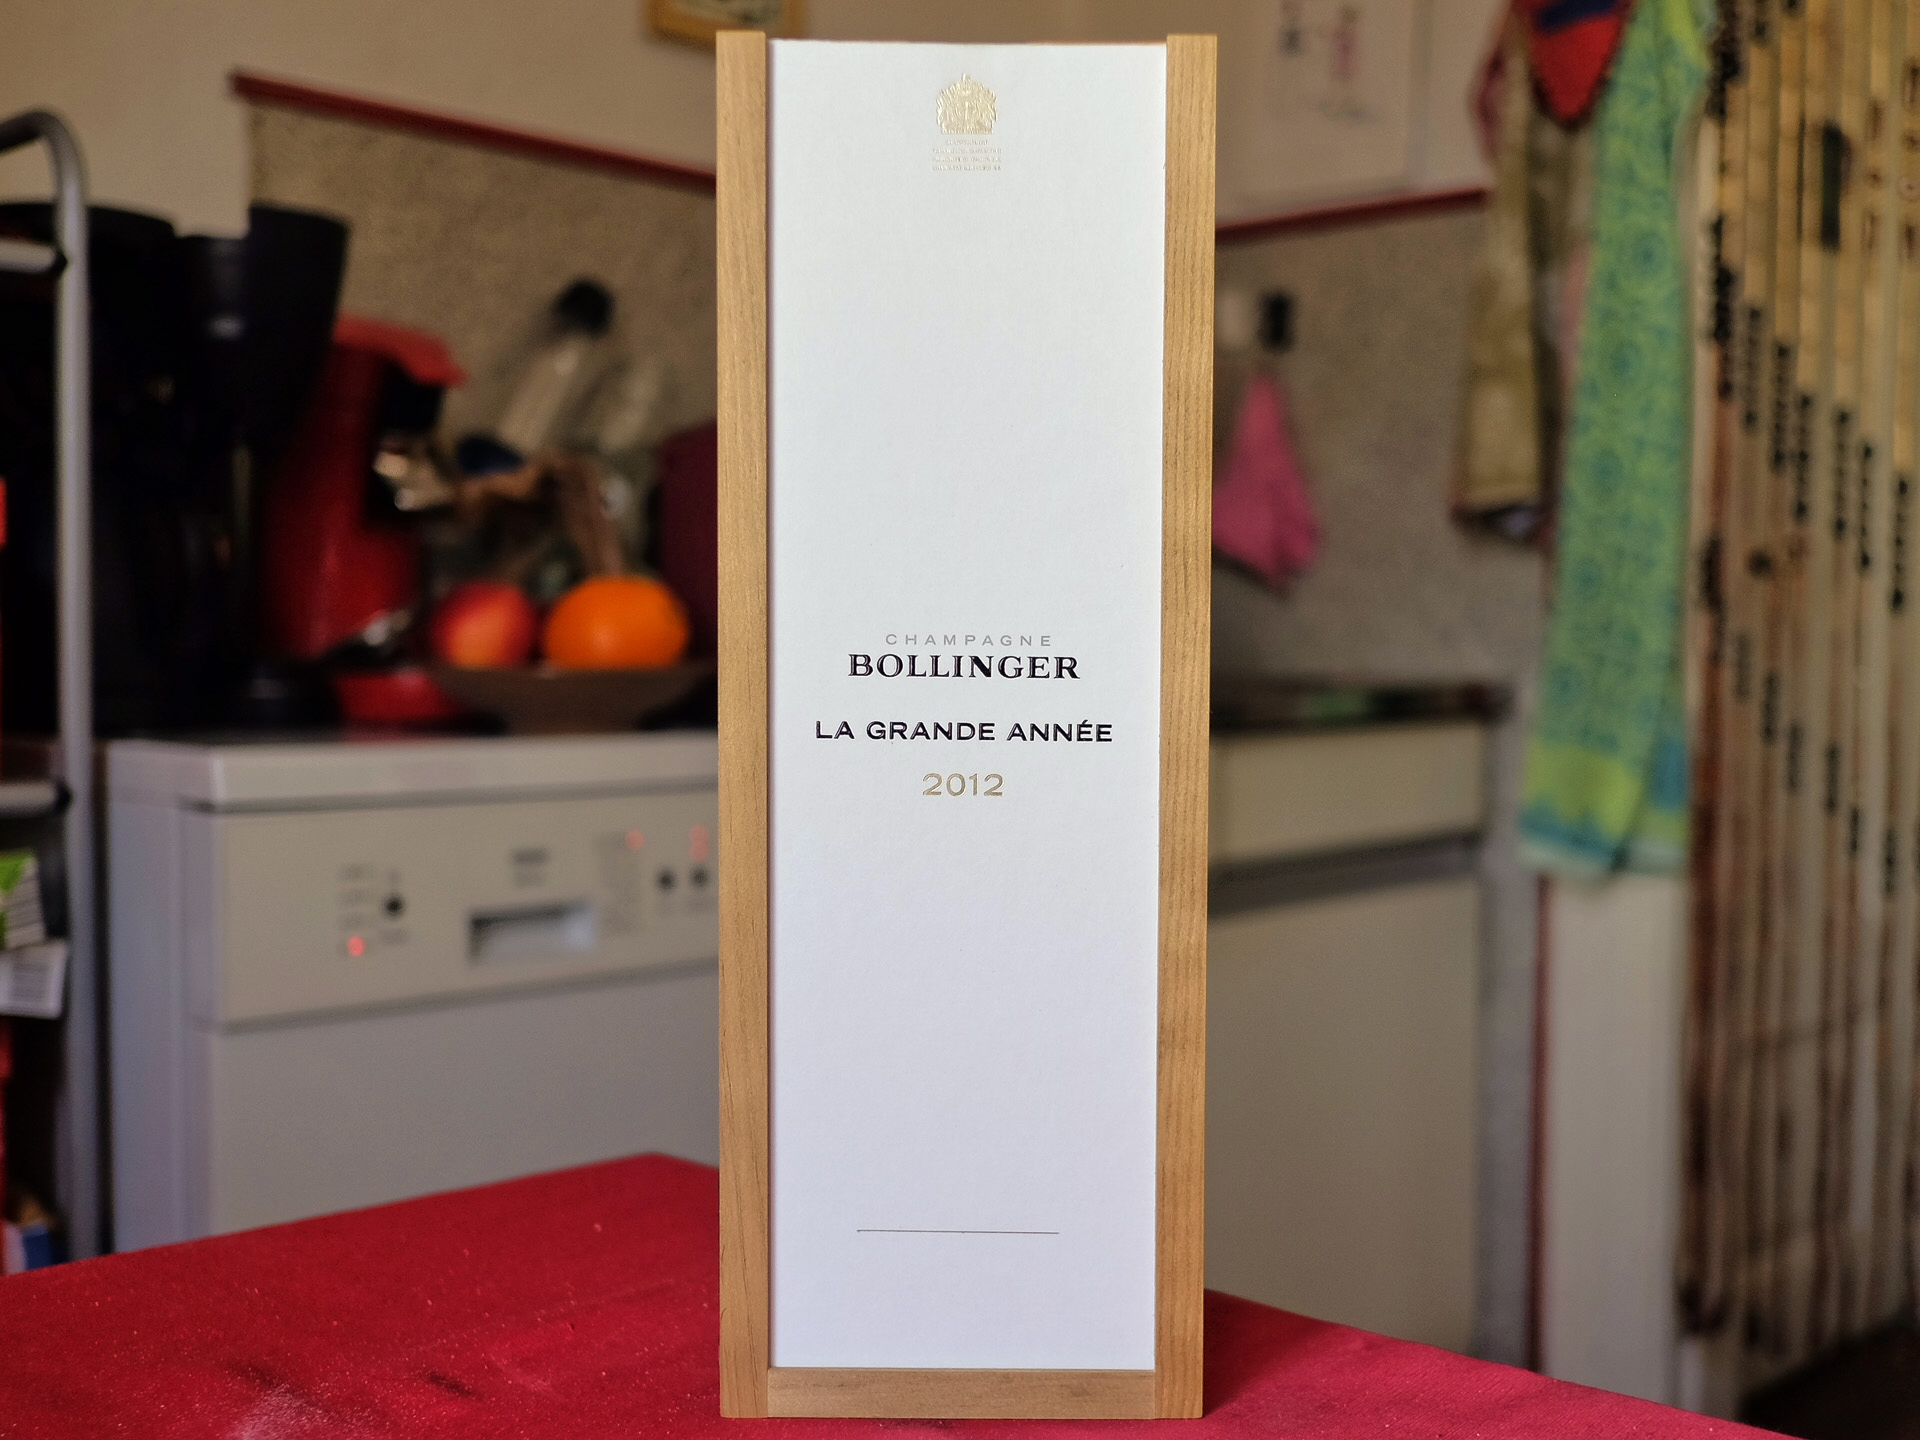 CHAMPAGNE
BOLLINGER
LA GRANDE ANNÉE
2012